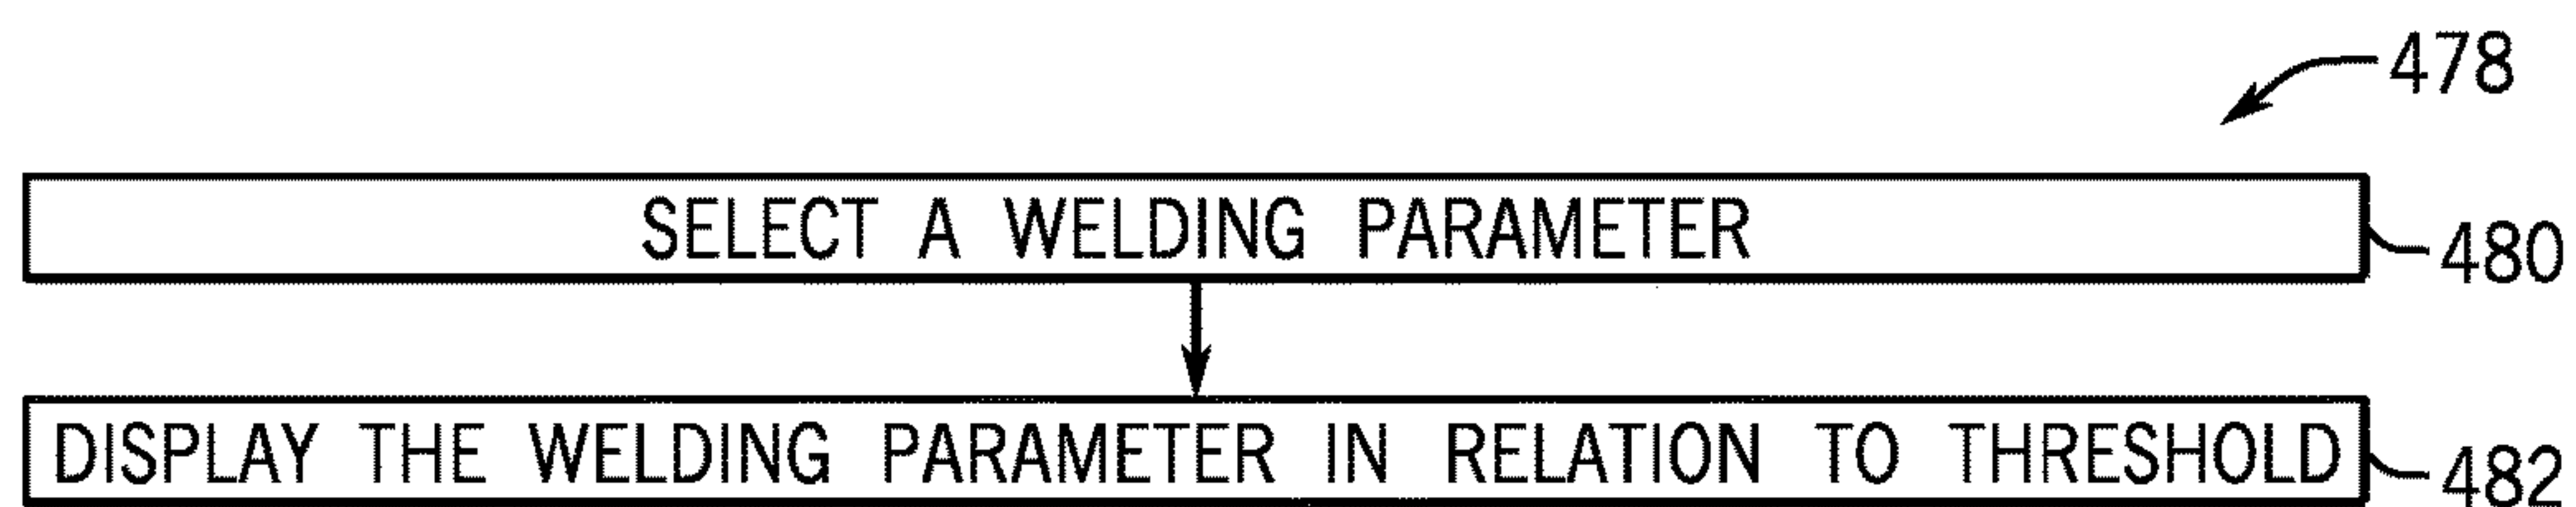 478
SELECT A WELDING PARAMETER
480
DISPLAY THE WELDING PARAMETER IN RELATION TO THRESHOLD
482